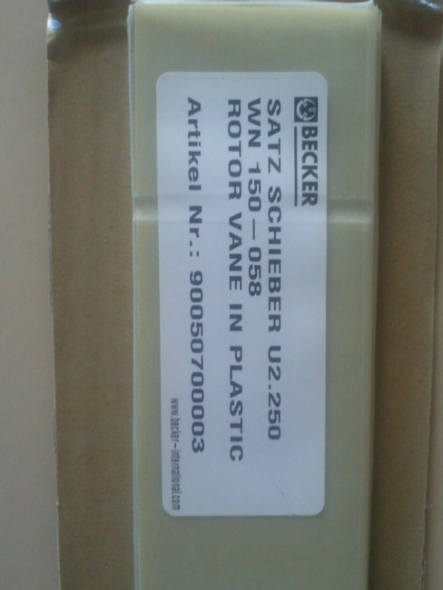 BECKER
SATZ SCHIEBER U2.250
WN 150-058
ROTOR VANE IN PLASTIC
Artikel Nr.: 90050700003
www.becker-international.com